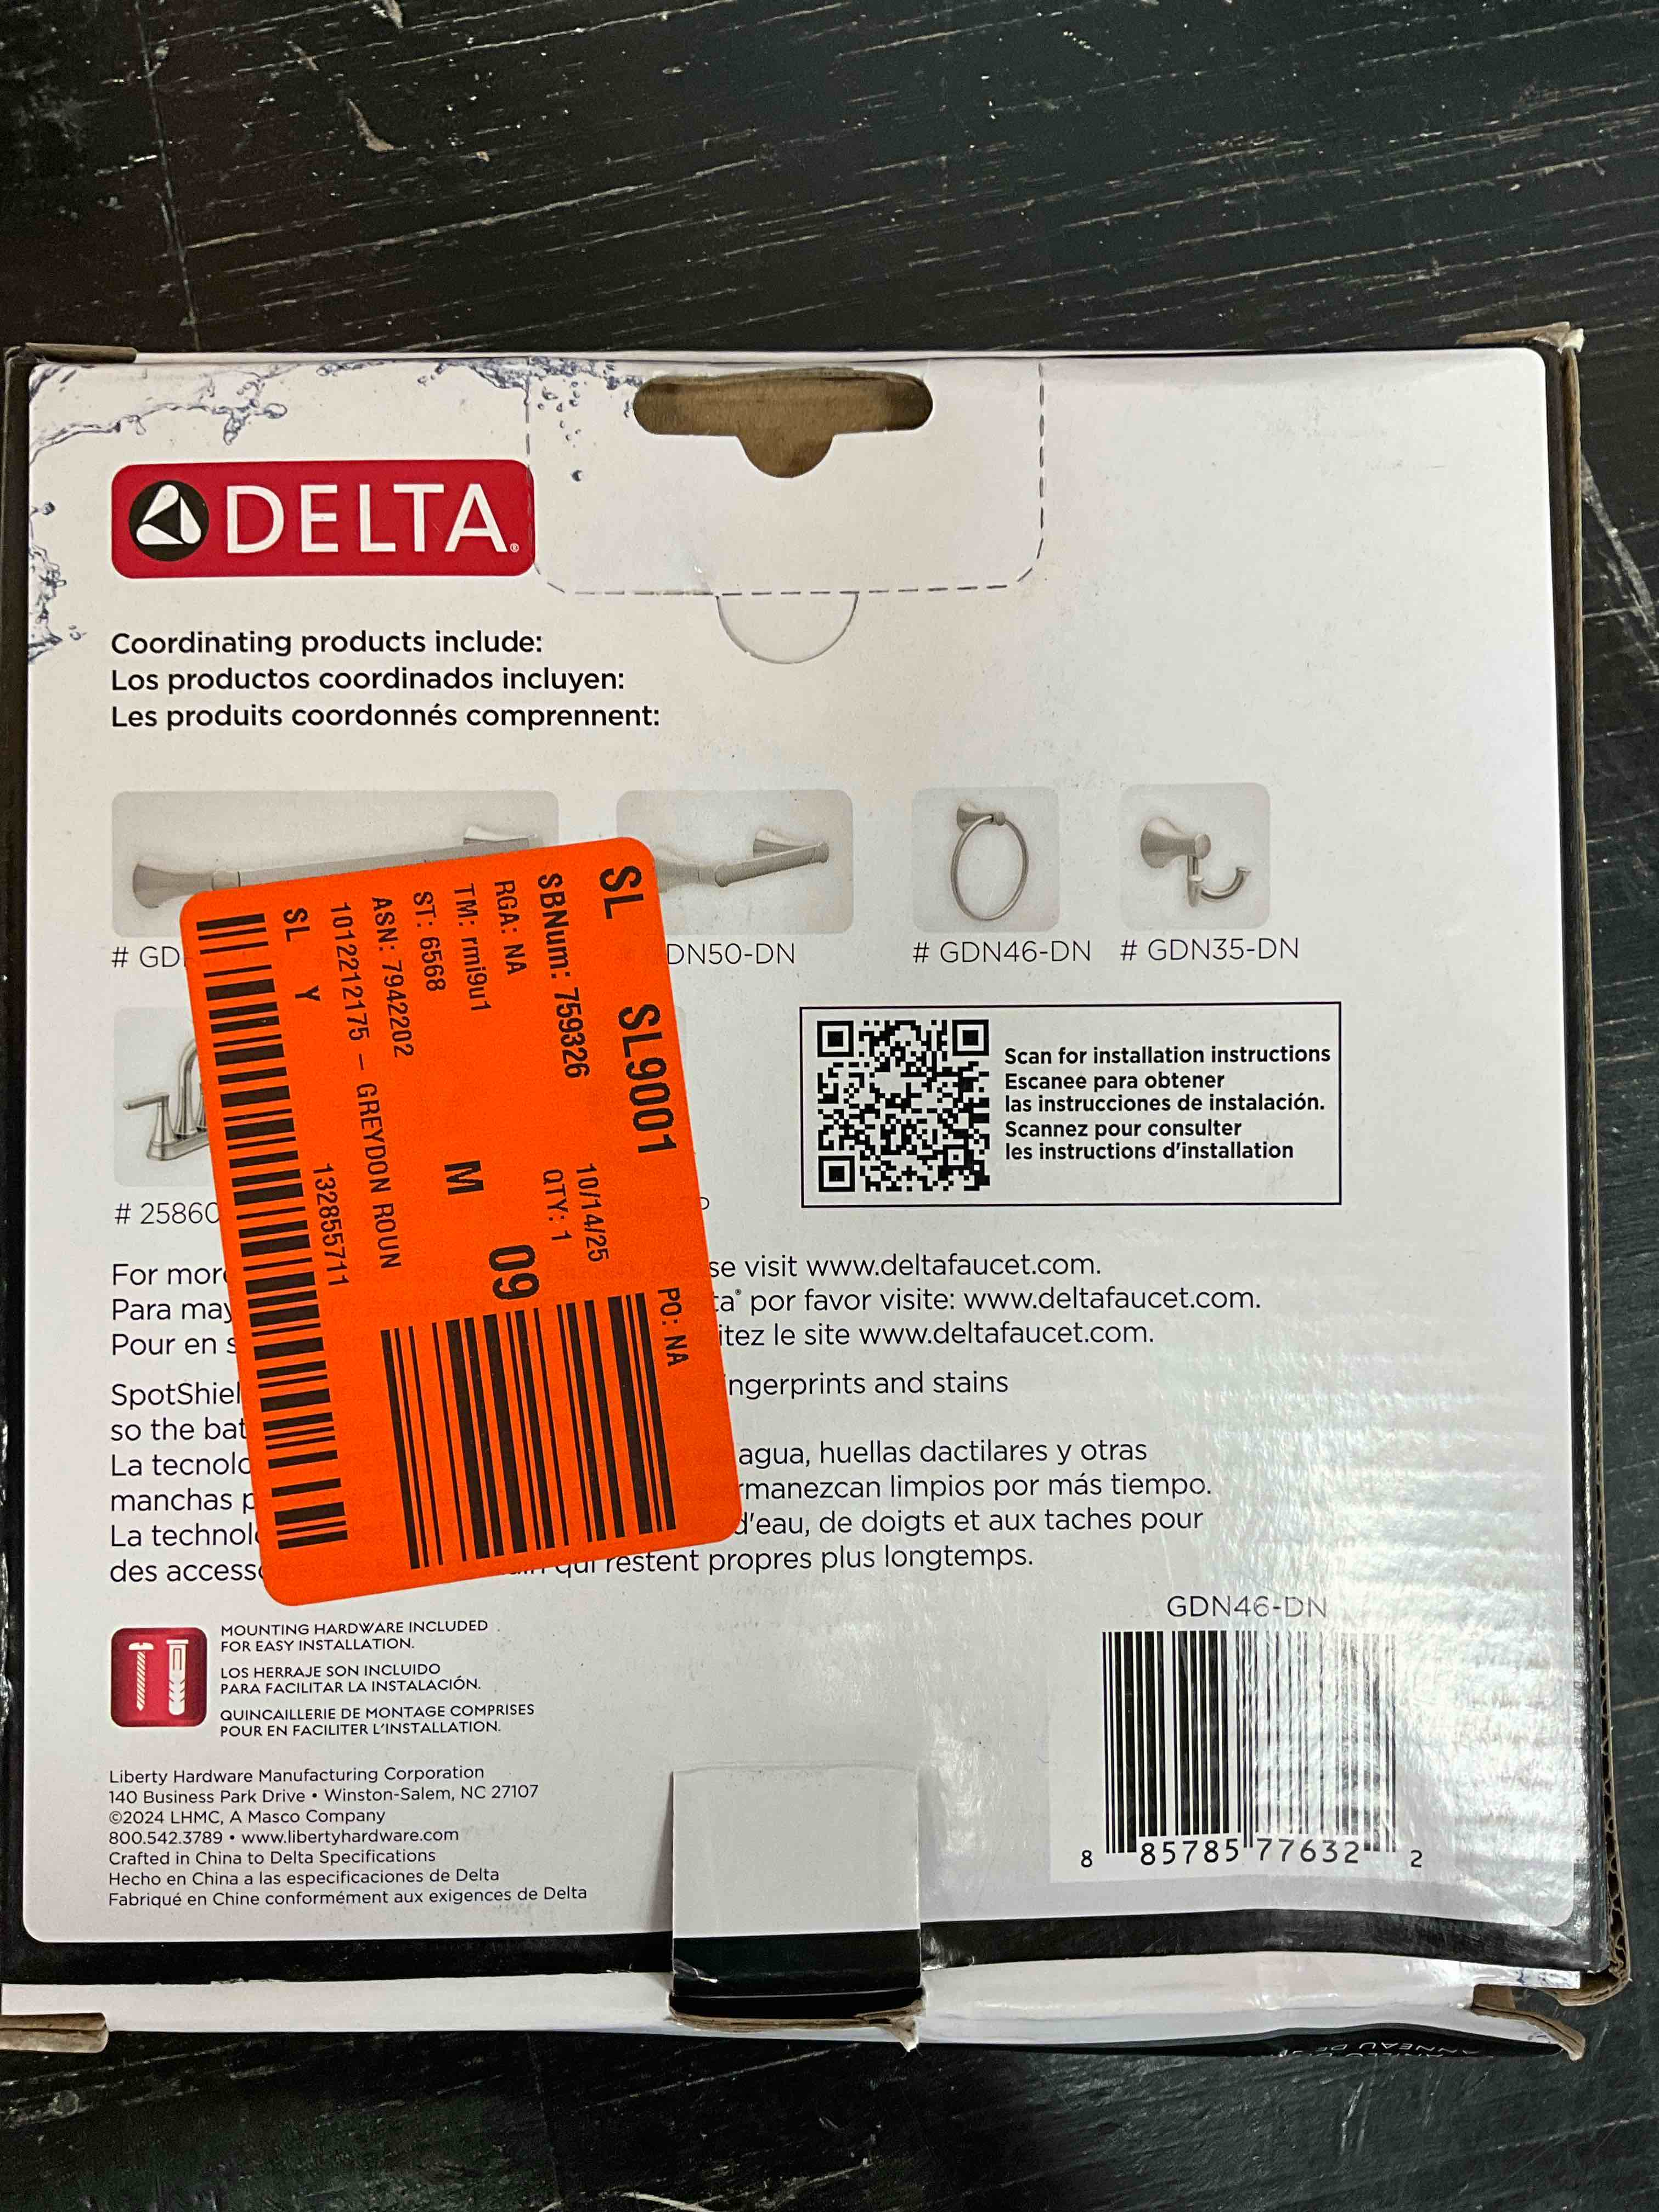 DELTA®
Coordinating products include:
Los productos coordinados incluyen:
Les produits coordonnés comprennent:
# GD
DN50-DN
# GDN46-DN
# GDN35-DN
Scan for installation instructions
Escanee para obtener
las instrucciones de instalación.
Scannez pour consulter
les instructions d'installation
# 25860
SL SL9001 PO: NA
SBNum: 759326 10/14/25
RGA: NA QTY: 1
TM: rmi9u1 09
ST: 6568 M
ASN: 7942202
1012212175 – GREYDON ROUN
SL Y 132855711
For more
se visit www.deltafaucet.com.
Para may
ta® por favor visite: www.deltafaucet.com.
Pour en s
itez le site www.deltafaucet.com.
SpotShiel
ngerprints and stains
so the bat
La tecnolo
agua, huellas dactilares y otras
manchas p
rmanezcan limpios por más tiempo.
La technolo
d'eau, de doigts et aux taches pour
des accesso
qui restent propres plus longtemps.
MOUNTING HARDWARE INCLUDED
FOR EASY INSTALLATION.
LOS HERRAJE SON INCLUIDO
PARA FACILITAR LA INSTALACIÓN.
QUINCAILLERIE DE MONTAGE COMPRISES
POUR EN FACILITER L'INSTALLATION.
Liberty Hardware Manufacturing Corporation
140 Business Park Drive • Winston-Salem, NC 27107
©2024 LHMC, A Masco Company
800.542.3789 • www.libertyhardware.com
Crafted in China to Delta Specifications
Hecho en China a las especificaciones de Delta
Fabriqué en Chine conformément aux exigences de Delta
GDN46-DN
8 85785 77632 2